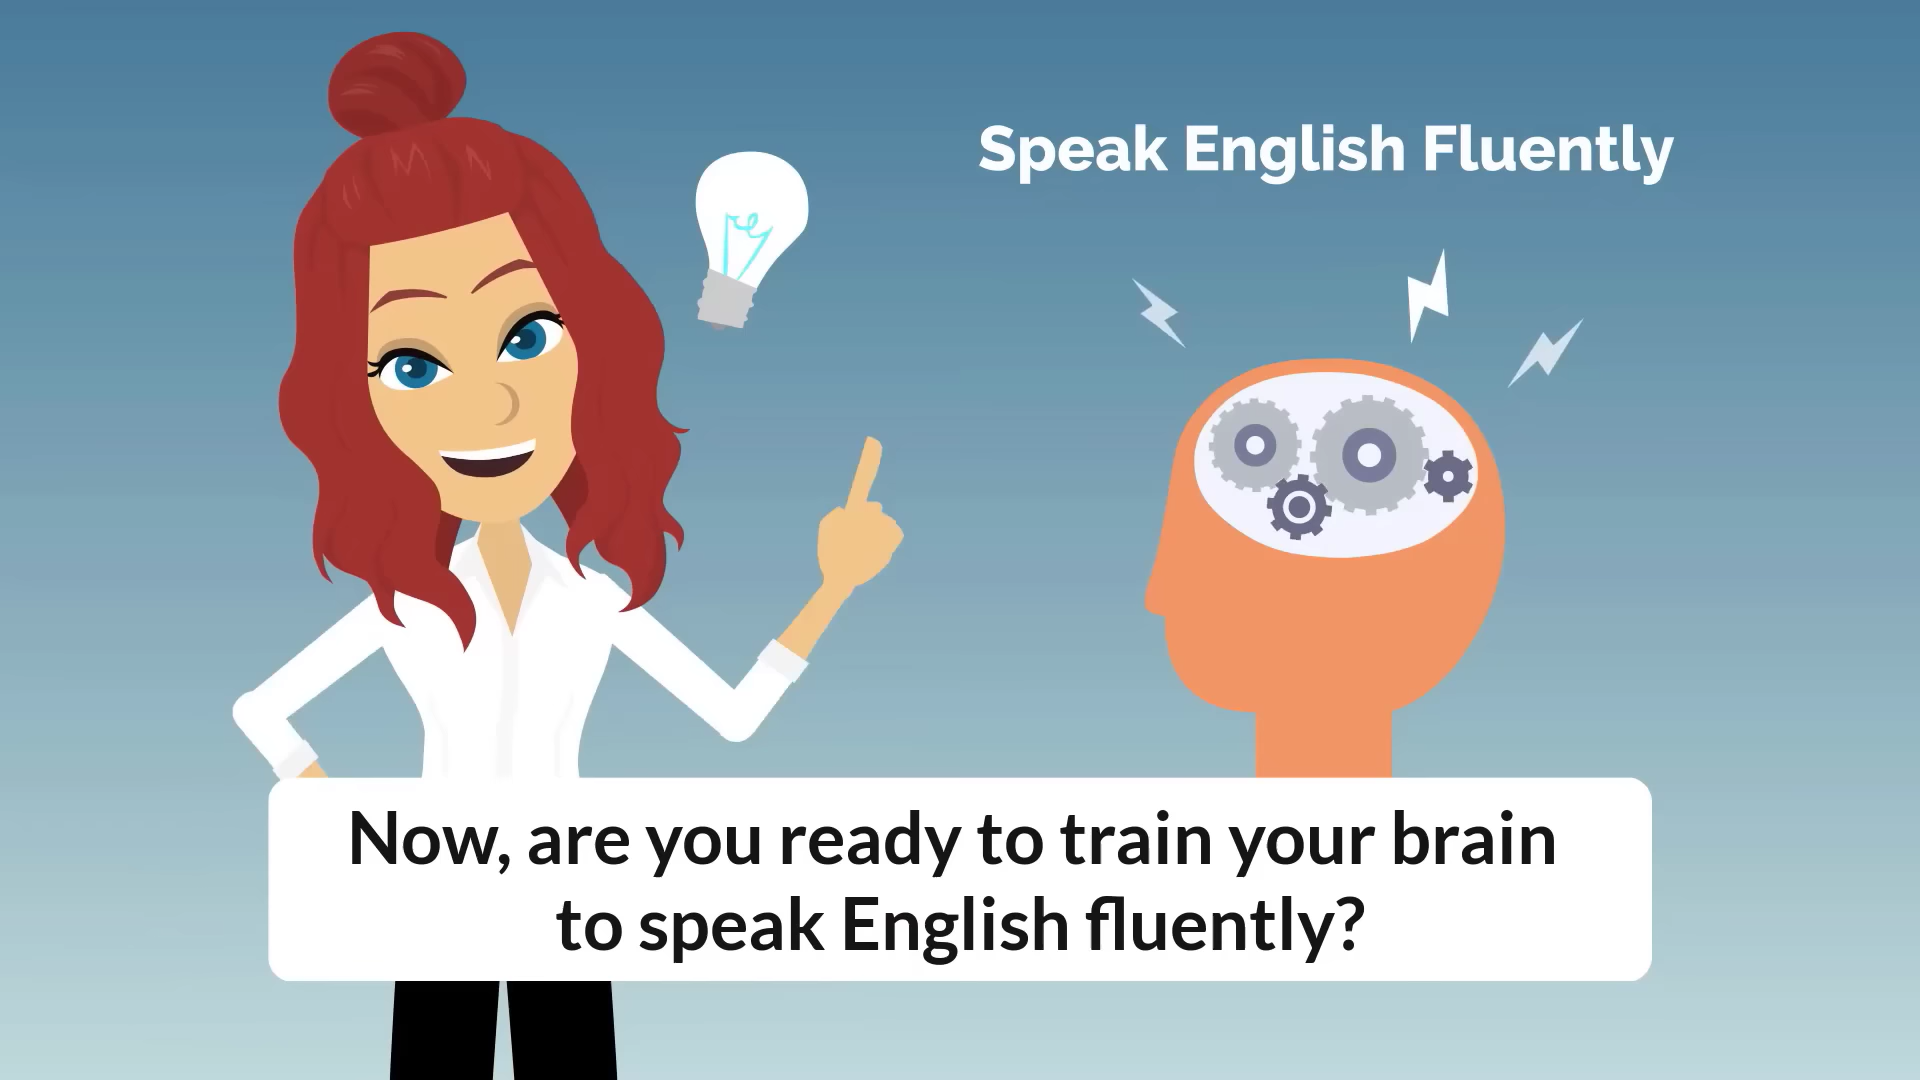 Speak English Fluently
Now, are you ready to train your brain
to speak English fluently?